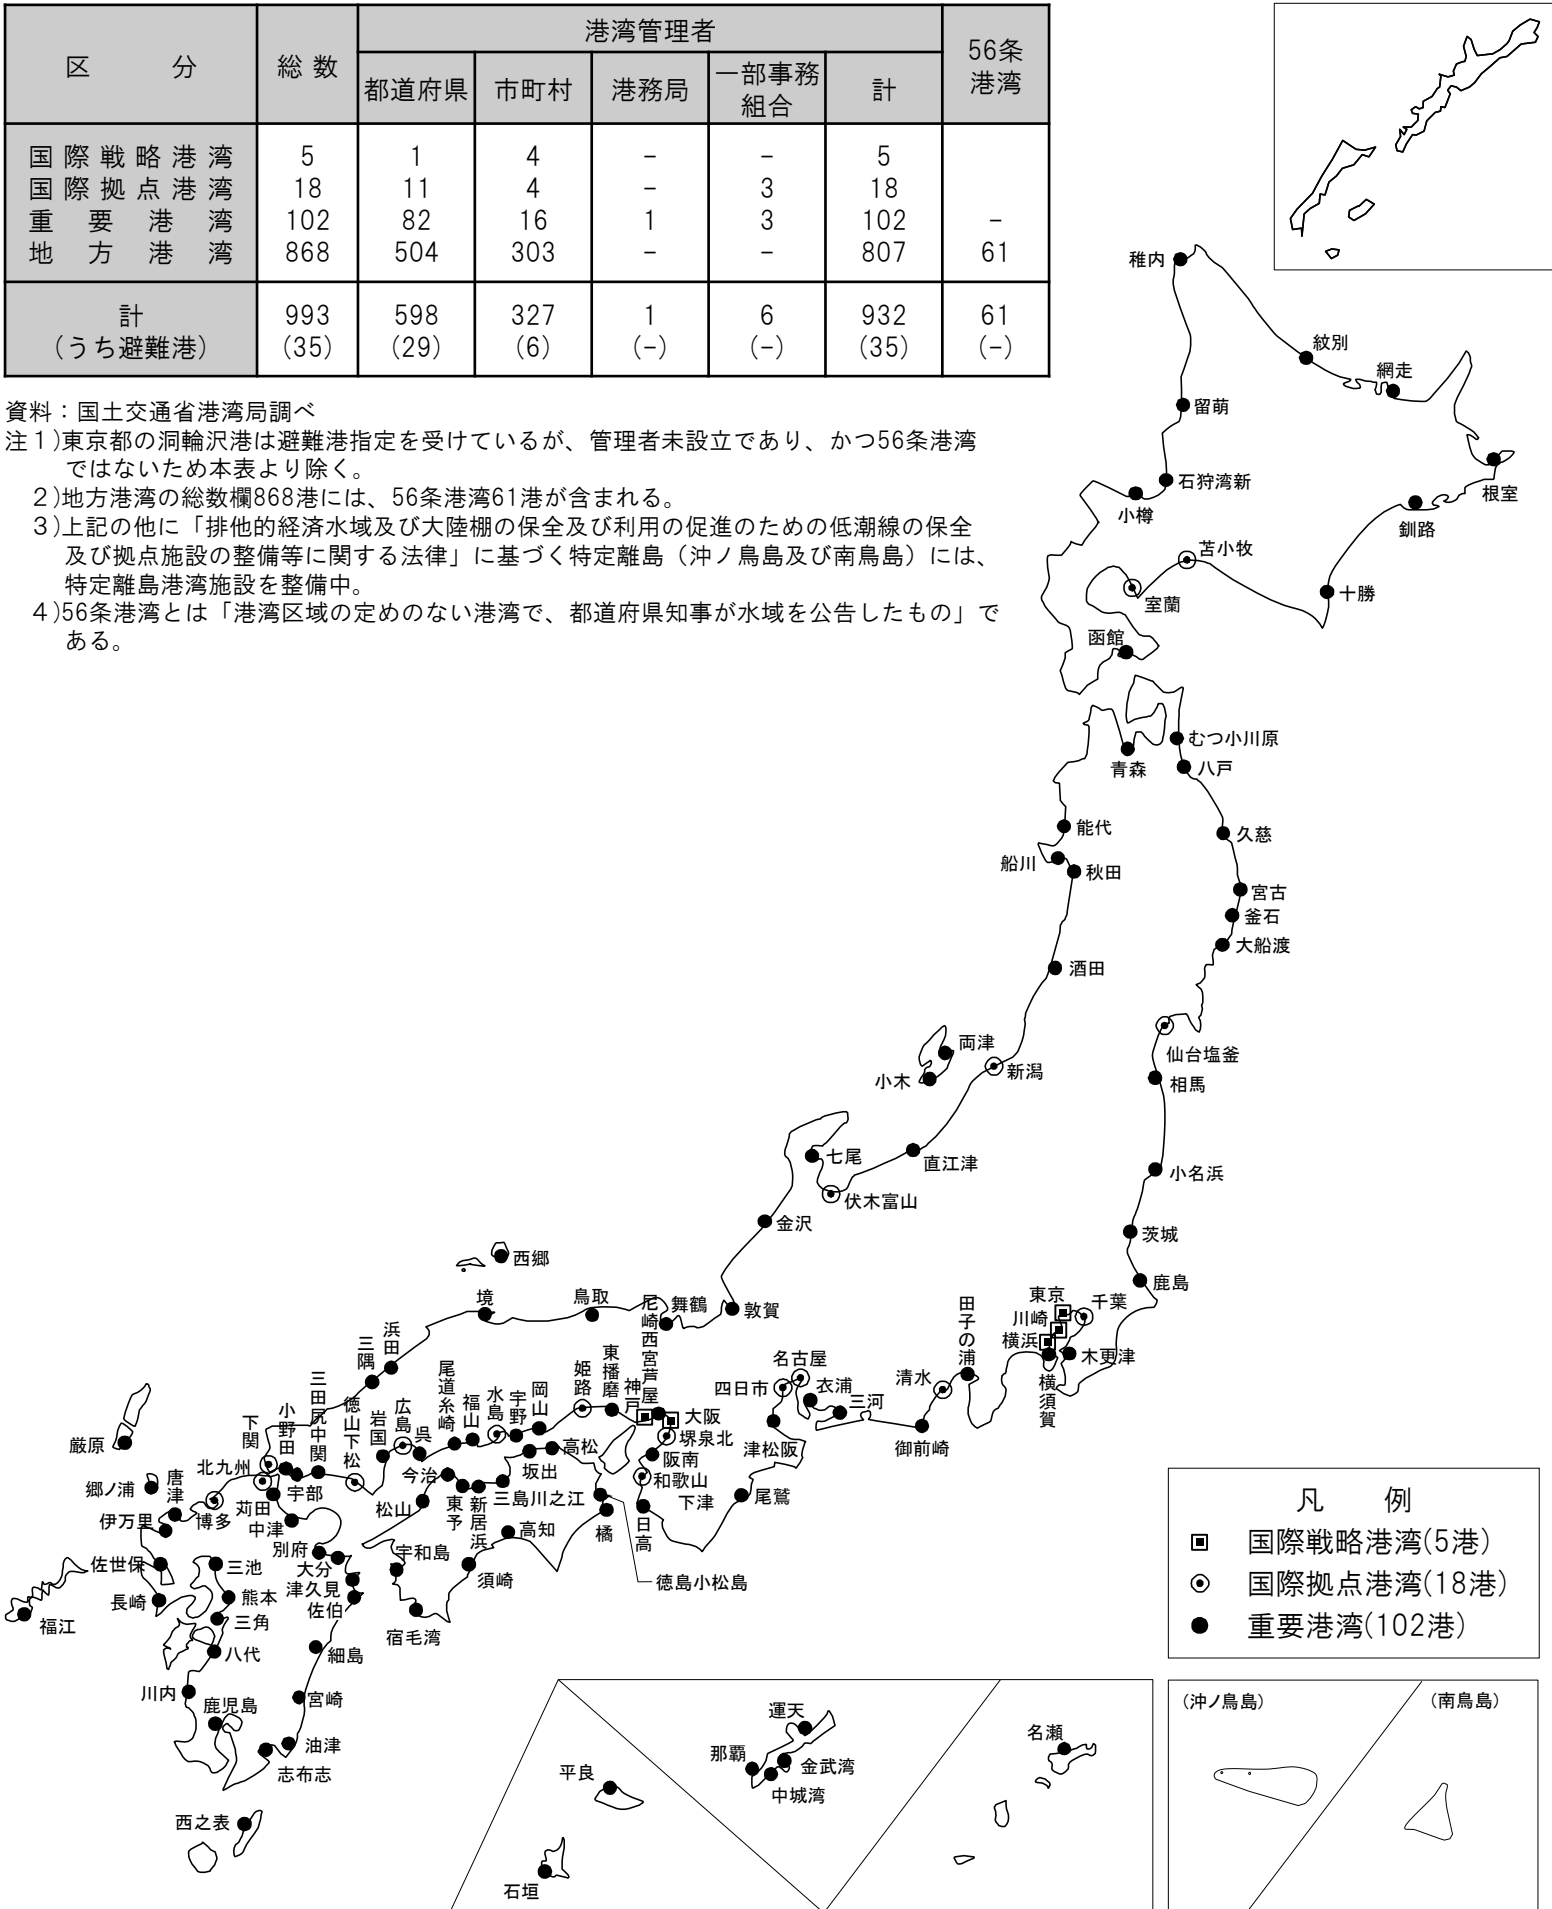 区　分 総数 港湾管理者 56条港湾
都道府県 市町村 港務局 一部事務組合 計
国際戦略港湾 5 1 4 − − 5
国際拠点港湾 18 11 4 − 3 18
重要港湾 102 82 16 1 3 102 −
地方港湾 868 504 303 − − 807 61
計 993 598 327 1 6 932 61
(うち避難港) (35) (29) (6) (−) (−) (35) (−)
資料：国土交通省港湾局調べ
注１)東京都の洞輪沢港は避難港指定を受けているが、管理者未設立であり、かつ56条港湾
ではないため本表より除く。
２)地方港湾の総数欄868港には、56条港湾61港が含まれる。
３)上記の他に「排他的経済水域及び大陸棚の保全及び利用の促進のための低潮線の保全
及び拠点施設の整備等に関する法律」に基づく特定離島（沖ノ鳥島及び南鳥島）には、
特定離島港湾施設を整備中。
４)56条港湾とは「港湾区域の定めのない港湾で、都道府県知事が水域を公告したもの」で
ある。
稚内
紋別
網走
留萌
石狩湾新
小樽
根室
釧路
苫小牧
十勝
室蘭
函館
むつ小川原
青森
八戸
能代
久慈
船川
秋田
宮古
釜石
大船渡
酒田
仙台塩釜
両津
新潟
小木
相馬
七尾
直江津
小名浜
伏木富山
金沢
茨城
西郷
鹿島
境
鳥取
尼崎西宮芦屋
舞鶴
敦賀
田子の浦
東京
千葉
川崎
横浜
木更津
横須賀
浜田
三隅
三田尻中関
徳山下松
岩国
広島
呉
尾道糸崎
福山
水島
宇野
岡山
姫路
東播磨
神戸
大阪
堺泉北
阪南
和歌山
下津
日高
名古屋
四日市
衣浦
三河
清水
御前崎
津松阪
尾鷲
厳原
郷ノ浦
唐津
伊万里
北九州
下関
小野田
宇部
博多
苅田
中津
今治
松山
東予
新居浜
三島川之江
坂出
高松
高知
橘
徳島小松島
別府
大分
津久見
佐伯
宇和島
須崎
宿毛湾
佐世保
三池
長崎
熊本
三角
福江
八代
細島
川内
宮崎
鹿児島
油津
志布志
西之表
凡　例
国際戦略港湾(5港)
国際拠点港湾(18港)
重要港湾(102港)
運天
那覇
金武湾
中城湾
平良
石垣
名瀬
(沖ノ鳥島)
(南鳥島)